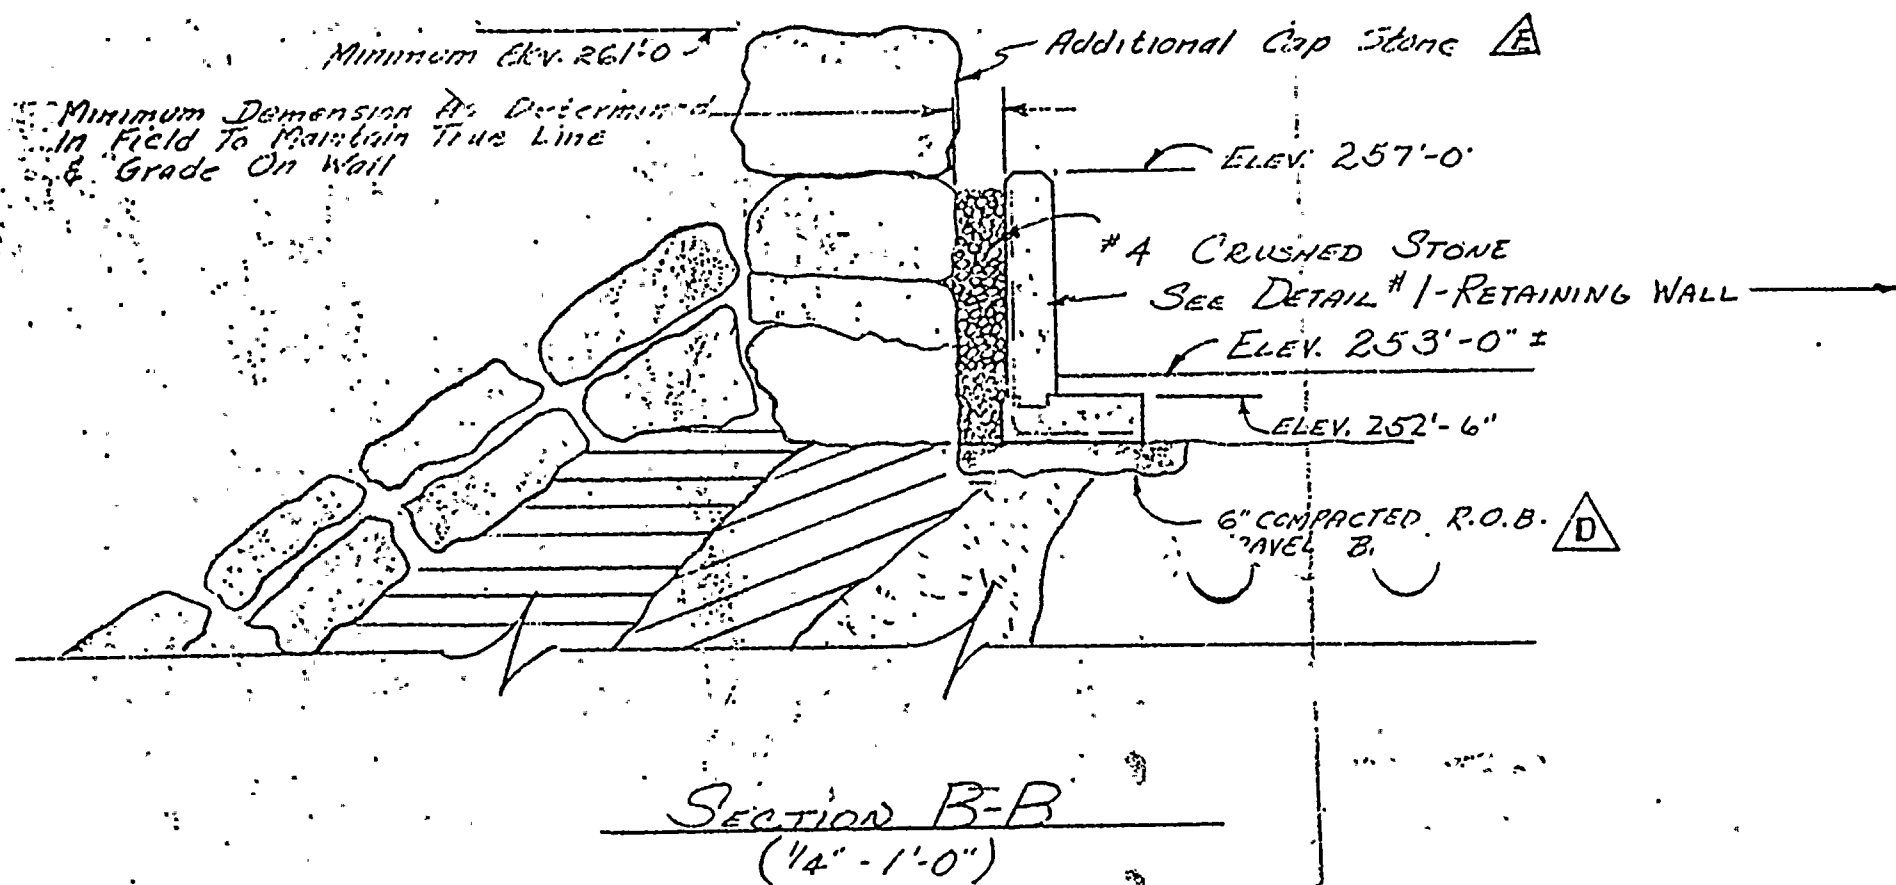 Minimum Elev. 261'-0
Additional Cap Stone E
Minimum Demension As Determined
In Field To Maintain True Line
& Grade On Wall
ELEV. 257'-0"
#4 CRUSHED STONE
SEE DETAIL #1-RETAINING WALL
ELEV. 253'-0" ±
ELEV. 252'-6"
6" COMPACTED R.O.B. D
SECTION B-B
(1/4" - 1'-0")